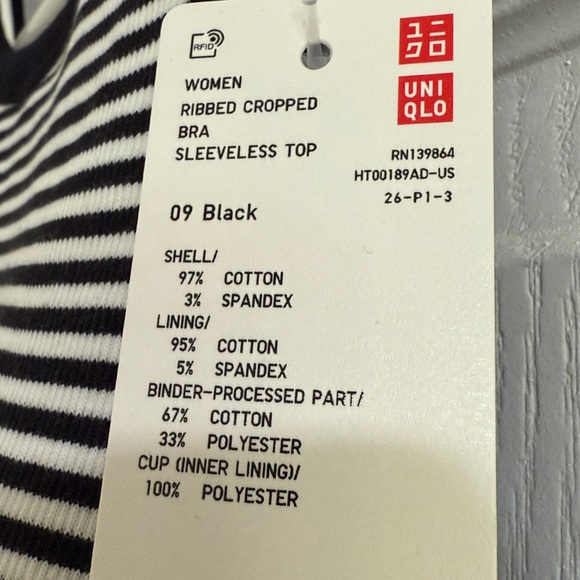 RFID
ユニ
クロ
UNI
QLO
WOMEN
RIBBED CROPPED
BRA
SLEEVELESS TOP
RN139864
HT00189AD-US
26-P1-3
09 Black
SHELL/
97% COTTON
3% SPANDEX
LINING/
95% COTTON
5% SPANDEX
BINDER-PROCESSED PART/
67% COTTON
33% POLYESTER
CUP (INNER LINING)/
100% POLYESTER